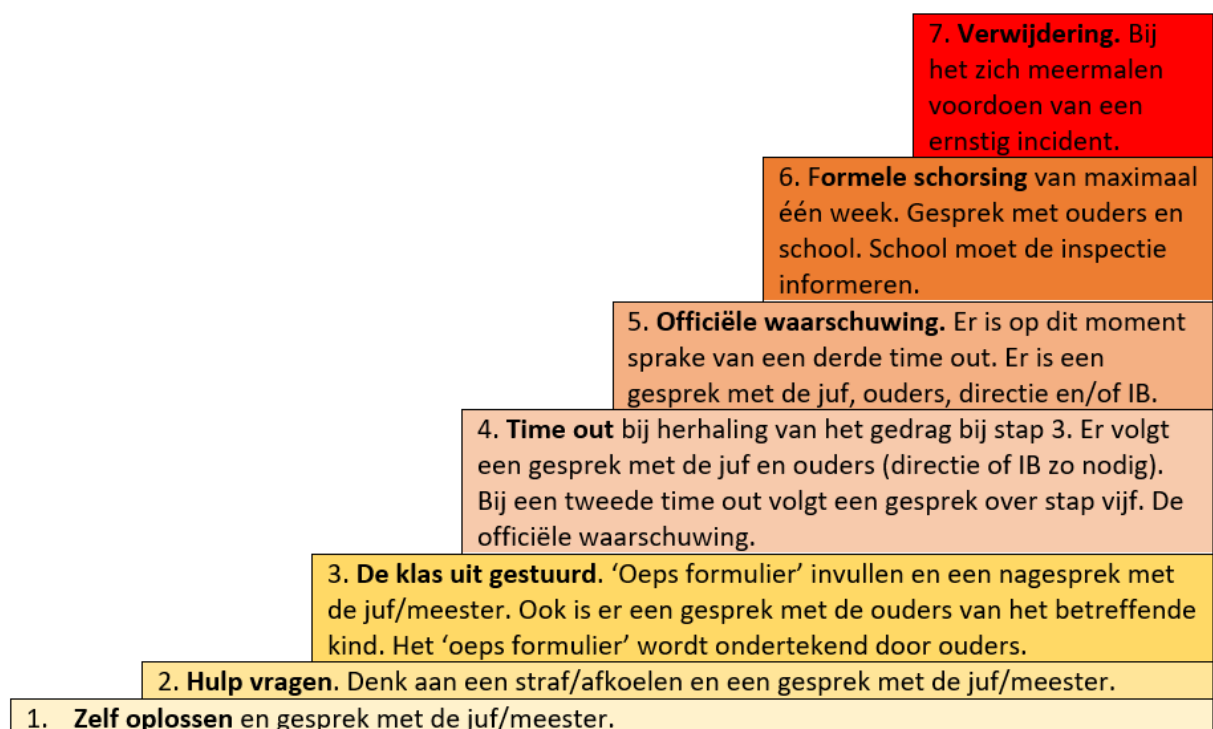 7. Verwijdering. Bij
het zich meermalen
voordoen van een
ernstig incident.
6. Formele schorsing van maximaal
één week. Gesprek met ouders en
school. School moet de inspectie
informeren.
5. Officiële waarschuwing. Er is op dit moment
sprake van een derde time out. Er is een
gesprek met de juf, ouders, directie en/of IB.
4. Time out bij herhaling van het gedrag bij stap 3. Er volgt
een gesprek met de juf en ouders (directie of IB zo nodig).
Bij een tweede time out volgt een gesprek over stap vijf. De
officiële waarschuwing.
3. De klas uit gestuurd. ‘Oeps formulier’ invullen en een nagesprek met
de juf/meester. Ook is er een gesprek met de ouders van het betreffende
kind. Het ‘oeps formulier’ wordt ondertekend door ouders.
2. Hulp vragen. Denk aan een straf/afkoelen en een gesprek met de juf/meester.
1. Zelf oplossen en gesprek met de juf/meester.